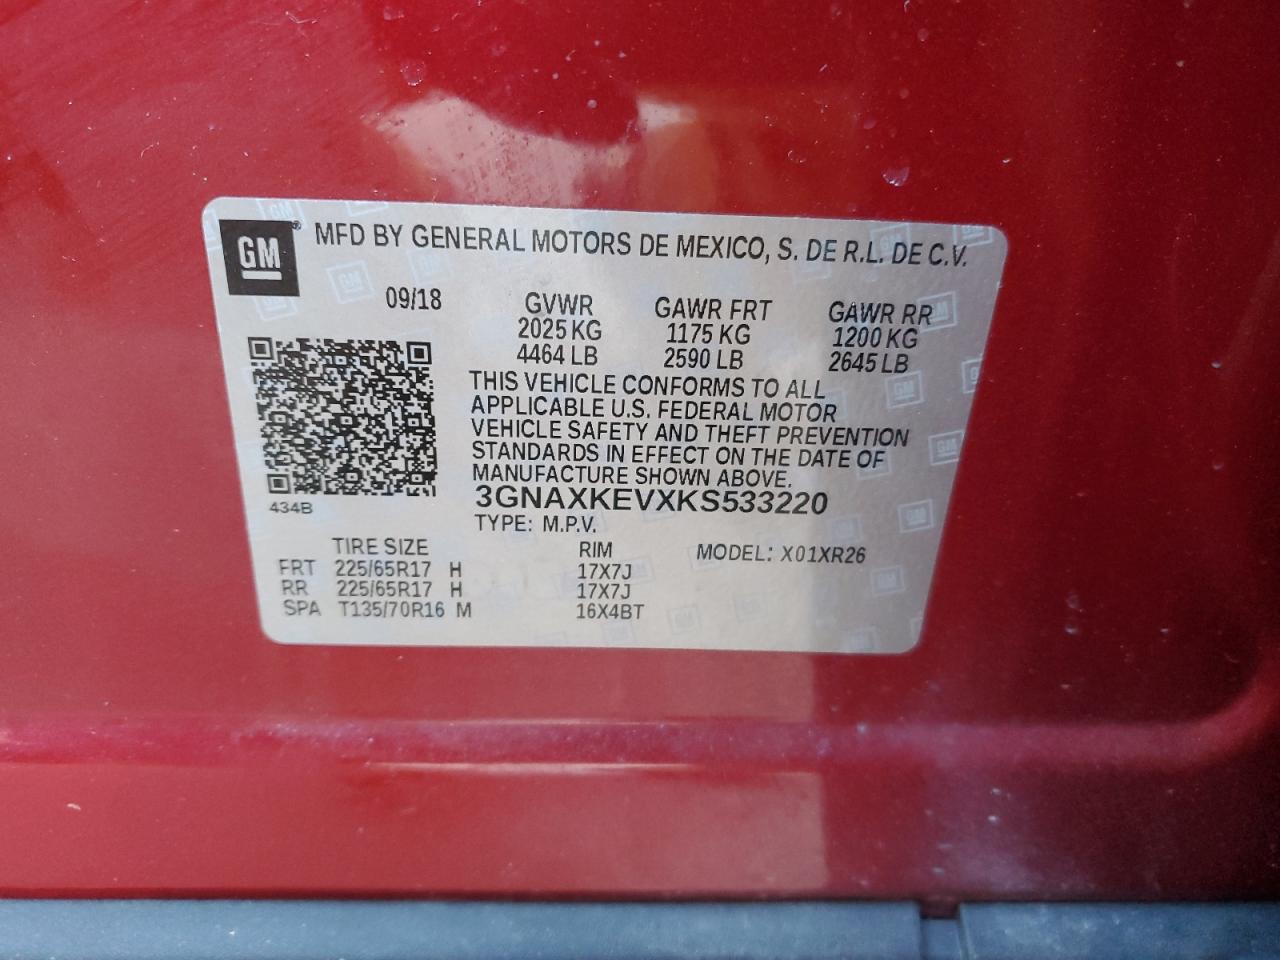 GM® MFD BY GENERAL MOTORS DE MEXICO, S. DE R.L. DE C.V.
09/18 GVWR GAWR FRT GAWR RR
2025 KG 1175 KG 1200 KG
4464 LB 2590 LB 2645 LB
THIS VEHICLE CONFORMS TO ALL
APPLICABLE U.S. FEDERAL MOTOR
VEHICLE SAFETY AND THEFT PREVENTION
STANDARDS IN EFFECT ON THE DATE OF
MANUFACTURE SHOWN ABOVE.
434B
3GNAXKEVXKS533220
TYPE: M.P.V.
TIRE SIZE RIM MODEL: X01XR26
FRT 225/65R17 H 17X7J
RR 225/65R17 H 17X7J
SPA T135/70R16 M 16X4BT